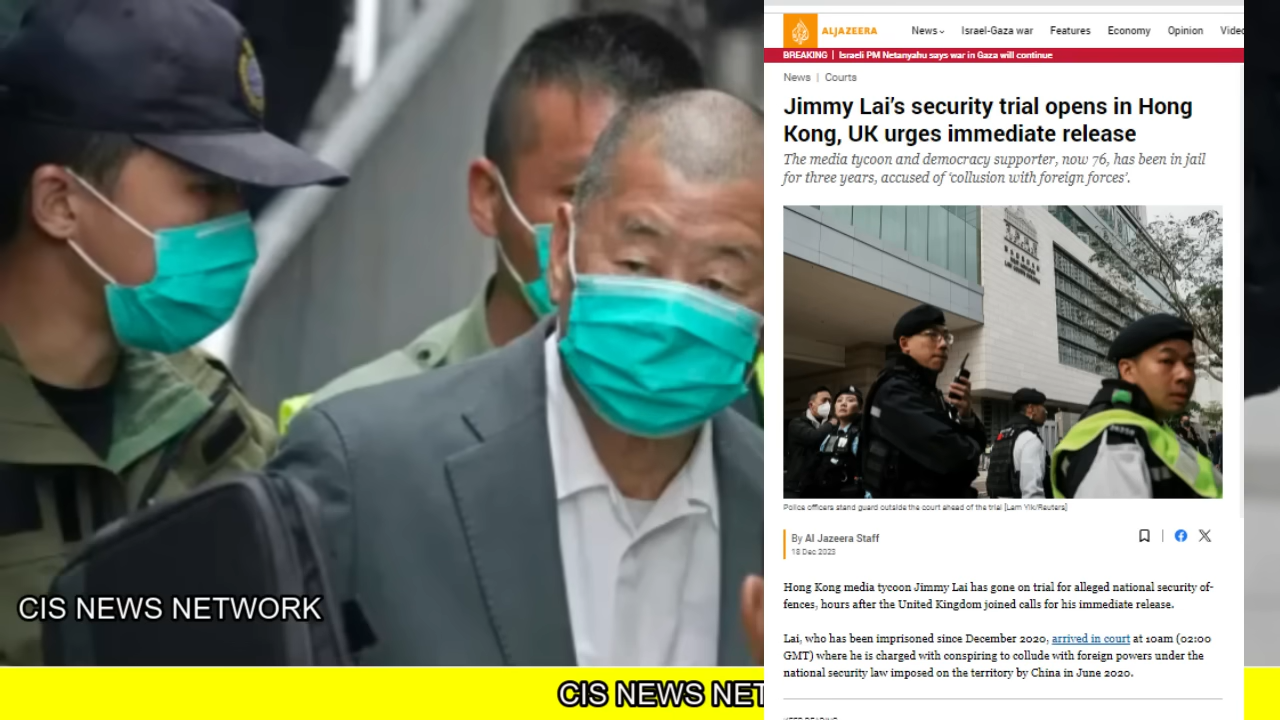 ALJAZEERA
News
Israel-Gaza war
Features
Economy
Opinion
BREAKING | Israeli PM Netanyahu says war in Gaza will continue
News | Courts
Jimmy Lai’s security trial opens in Hong
Kong, UK urges immediate release
The media tycoon and democracy supporter, now 76, has been in jail
for three years, accused of ‘collusion with foreign forces’.
Police officers stand guard outside the court ahead of the trial [Lam Yik/Reuters]
By Al Jazeera Staff
18 Dec 2023
Hong Kong media tycoon Jimmy Lai has gone on trial for alleged national security of-
fences, hours after the United Kingdom joined calls for his immediate release.
Lai, who has been imprisoned since December 2020, arrived in court at 10am (02:00
GMT) where he is charged with conspiring to collude with foreign powers under the
national security law imposed on the territory by China in June 2020.
CIS NEWS NETWORK
CIS NEWS NET